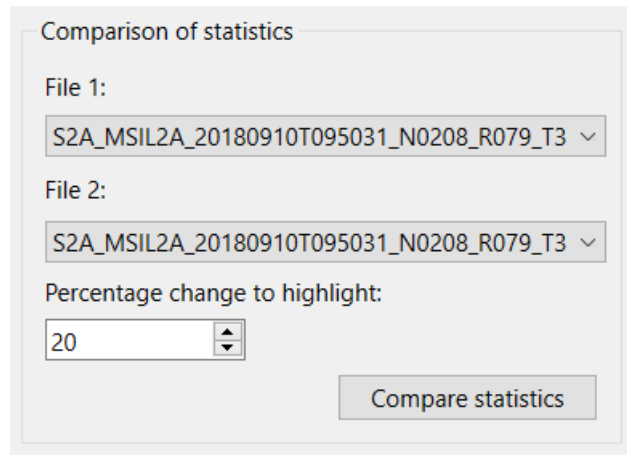 Comparison of statistics
File 1:
S2A_MSIL2A_20180910T095031_N0208_R079_T3
File 2:
S2A_MSIL2A_20180910T095031_N0208_R079_T3
Percentage change to highlight:
20
Compare statistics